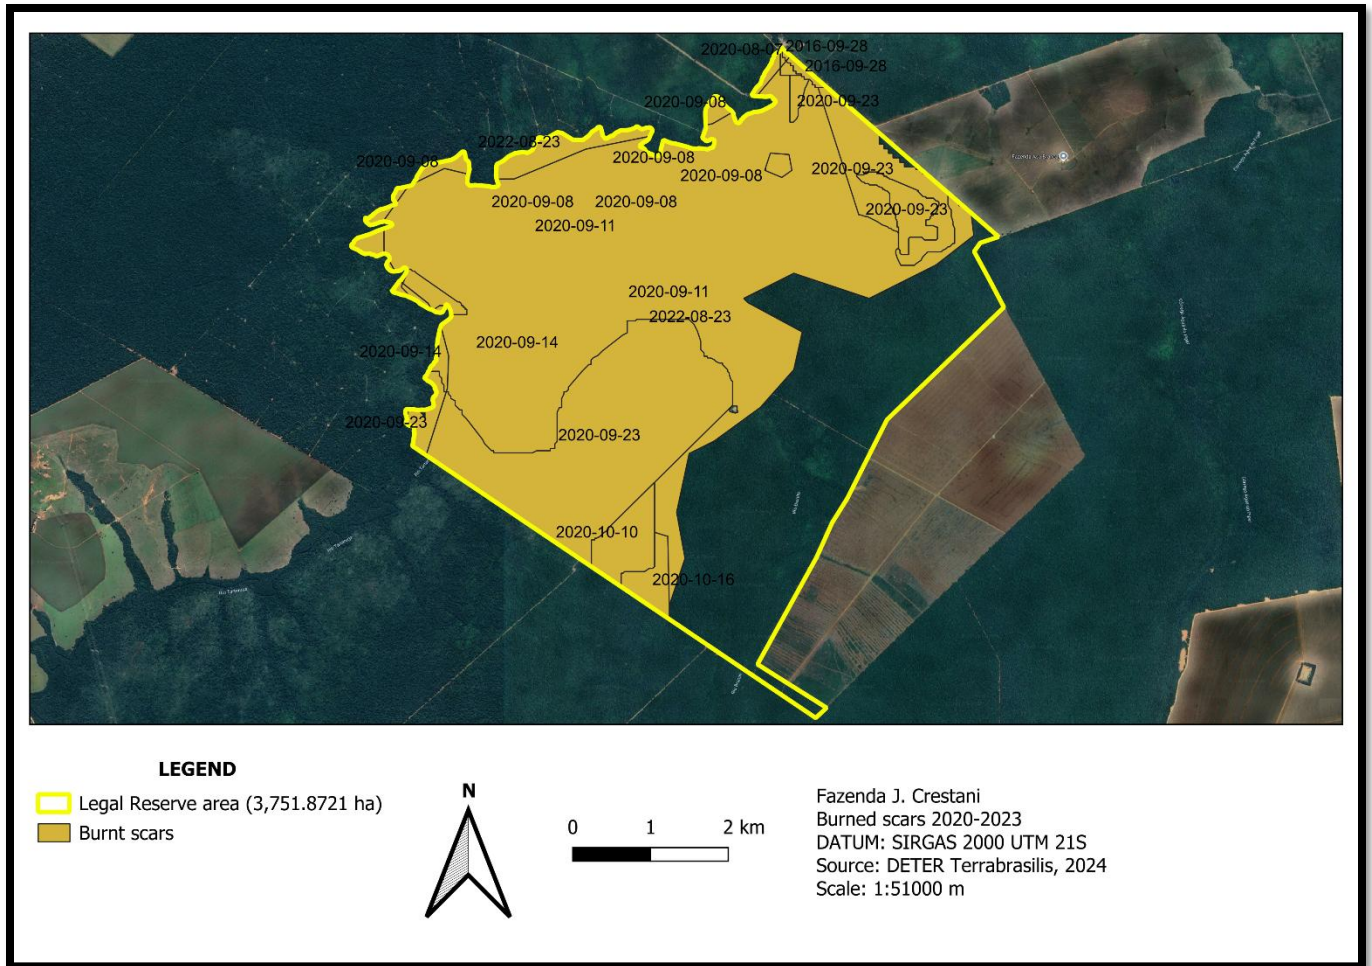 2020-08-07
2016-09-28
2016-09-28
2020-09-08
2020-09-23
2022-08-23
2020-09-08
2020-09-08
2020-09-08
2020-09-23
2020-09-08
2020-09-08
2020-09-23
2020-09-11
2020-09-11
2022-08-23
2020-09-14
2020-09-14
2020-09-23
2020-09-23
2020-10-10
2020-10-16
LEGEND
Legal Reserve area (3,751.8721 ha)
Burnt scars
N
0 1 2 km
Fazenda J. Crestani
Burned scars 2020-2023
DATUM: SIRGAS 2000 UTM 21S
Source: DETER Terrabrasilis, 2024
Scale: 1:51000 m